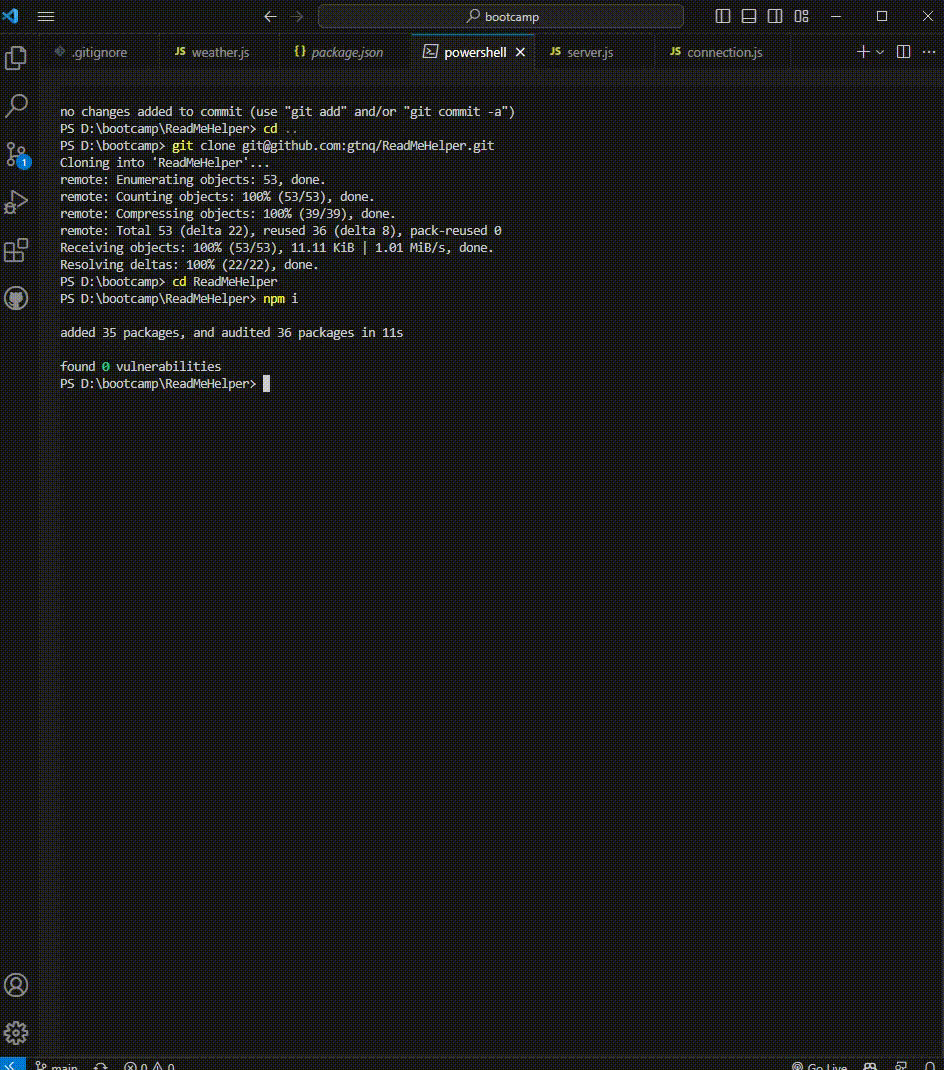 bootcamp
.gitignore
JS weather.js
{} package.json
powershell
JS server.js
JS connection.js
no changes added to commit (use "git add" and/or "git commit -a")
PS D:\bootcamp\ReadMeHelper> cd ..
PS D:\bootcamp> git clone git@github.com:gtnq/ReadMeHelper.git
Cloning into 'ReadMeHelper'...
remote: Enumerating objects: 53, done.
remote: Counting objects: 100% (53/53), done.
remote: Compressing objects: 100% (39/39), done.
remote: Total 53 (delta 22), reused 36 (delta 8), pack-reused 0
Receiving objects: 100% (53/53), 11.11 KiB | 1.01 MiB/s, done.
Resolving deltas: 100% (22/22), done.
PS D:\bootcamp> cd ReadMeHelper
PS D:\bootcamp\ReadMeHelper> npm i
added 35 packages, and audited 36 packages in 11s
found 0 vulnerabilities
PS D:\bootcamp\ReadMeHelper>
1
main
0
0
Go Live